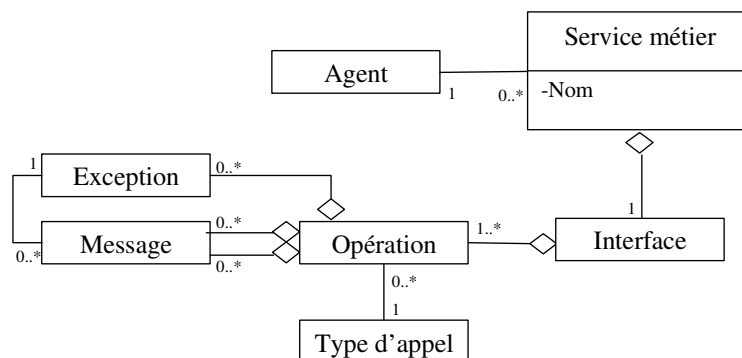 Service métier
Agent
-Nom
1
0..*
1
Exception
0..*
0..*
Message
Opération
1..*
1
Interface
0..*
0..*
0..*
1
Type d'appel